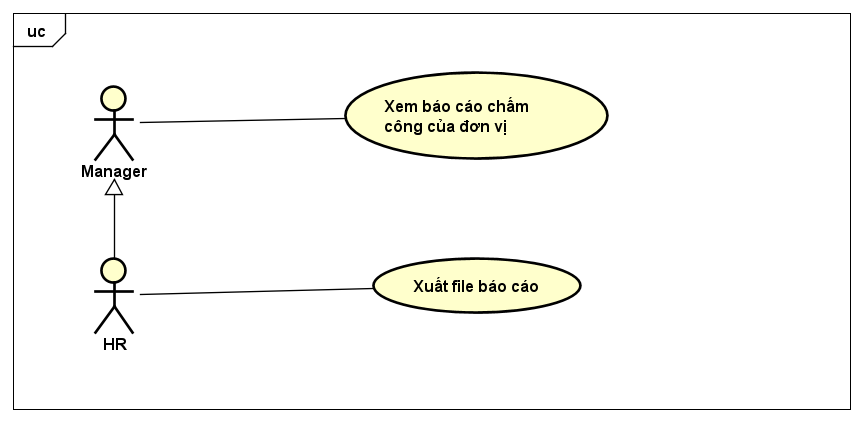 uc
Xem báo cáo chấm
công của đơn vị
Manager
Xuất file báo cáo
HR